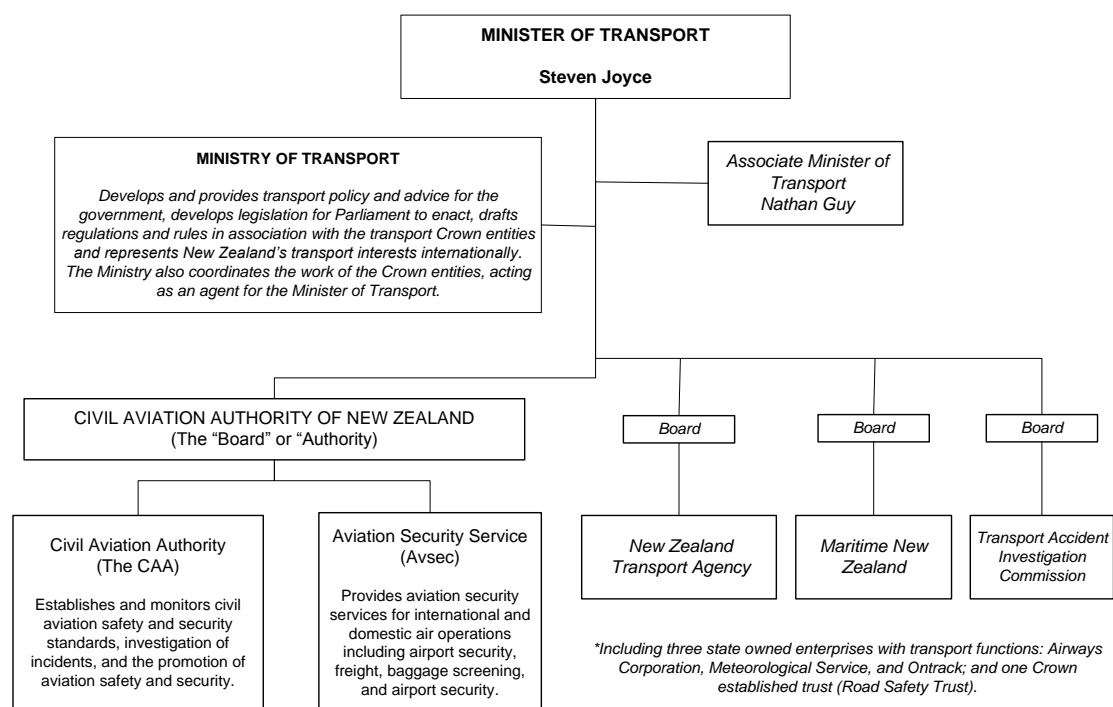 MINISTER OF TRANSPORT
Steven Joyce
MINISTRY OF TRANSPORT
Develops and provides transport policy and advice for the
government, develops legislation for Parliament to enact, drafts
regulations and rules in association with the transport Crown entities
and represents New Zealand’s transport interests internationally.
The Ministry also coordinates the work of the Crown entities, acting
as an agent for the Minister of Transport.
Associate Minister of
Transport
Nathan Guy
CIVIL AVIATION AUTHORITY OF NEW ZEALAND
(The “Board” or “Authority)
Board
Board
Board
Civil Aviation Authority
(The CAA)
Establishes and monitors civil
aviation safety and security
standards, investigation of
incidents, and the promotion of
aviation safety and security.
Aviation Security Service
(Avsec)
Provides aviation security
services for international and
domestic air operations
including airport security,
freight, baggage screening,
and airport security.
New Zealand
Transport Agency
Maritime New
Zealand
Transport Accident
Investigation
Commission
*Including three state owned enterprises with transport functions: Airways
Corporation, Meteorological Service, and Ontrack; and one Crown
established trust (Road Safety Trust).